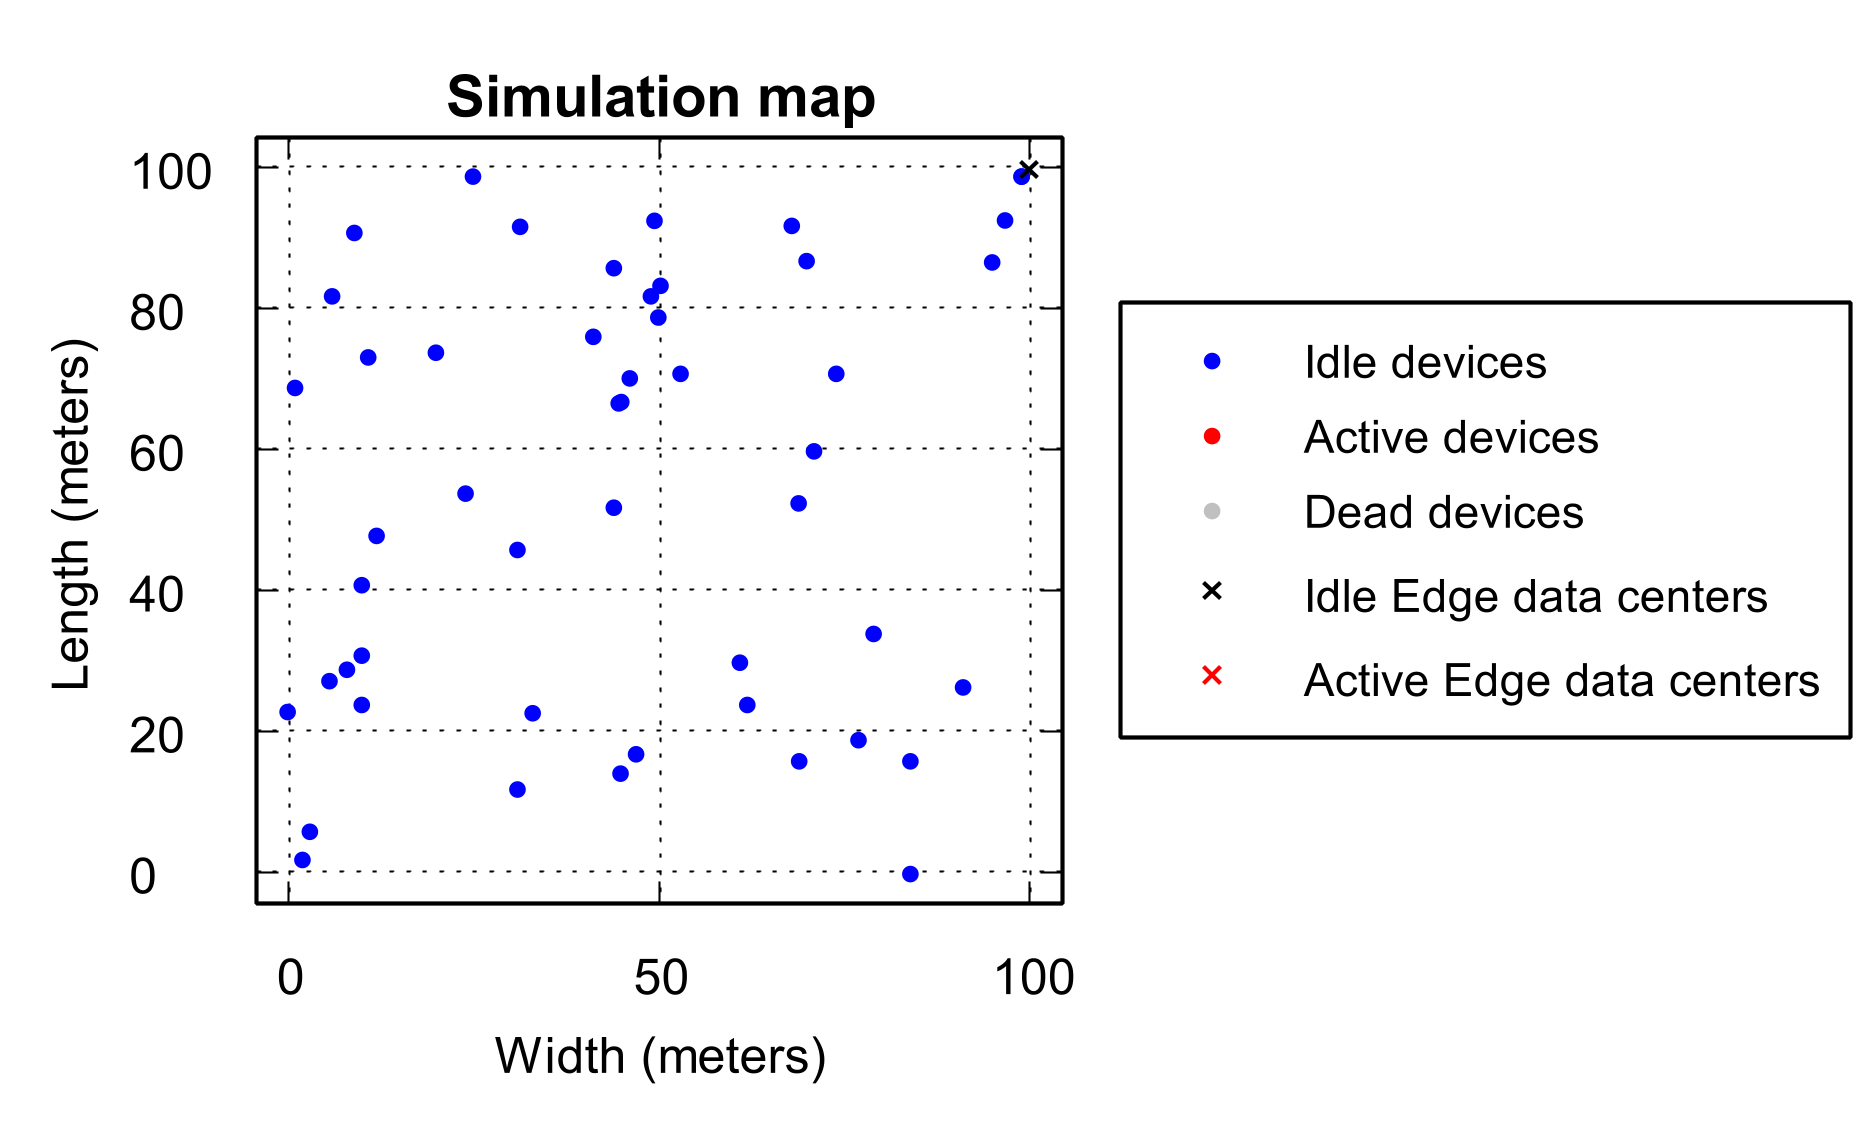 Simulation map
100
80
60
40
20
0
Length (meters)
0 50 100
Width (meters)
Idle devices
Active devices
Dead devices
Idle Edge data centers
Active Edge data centers